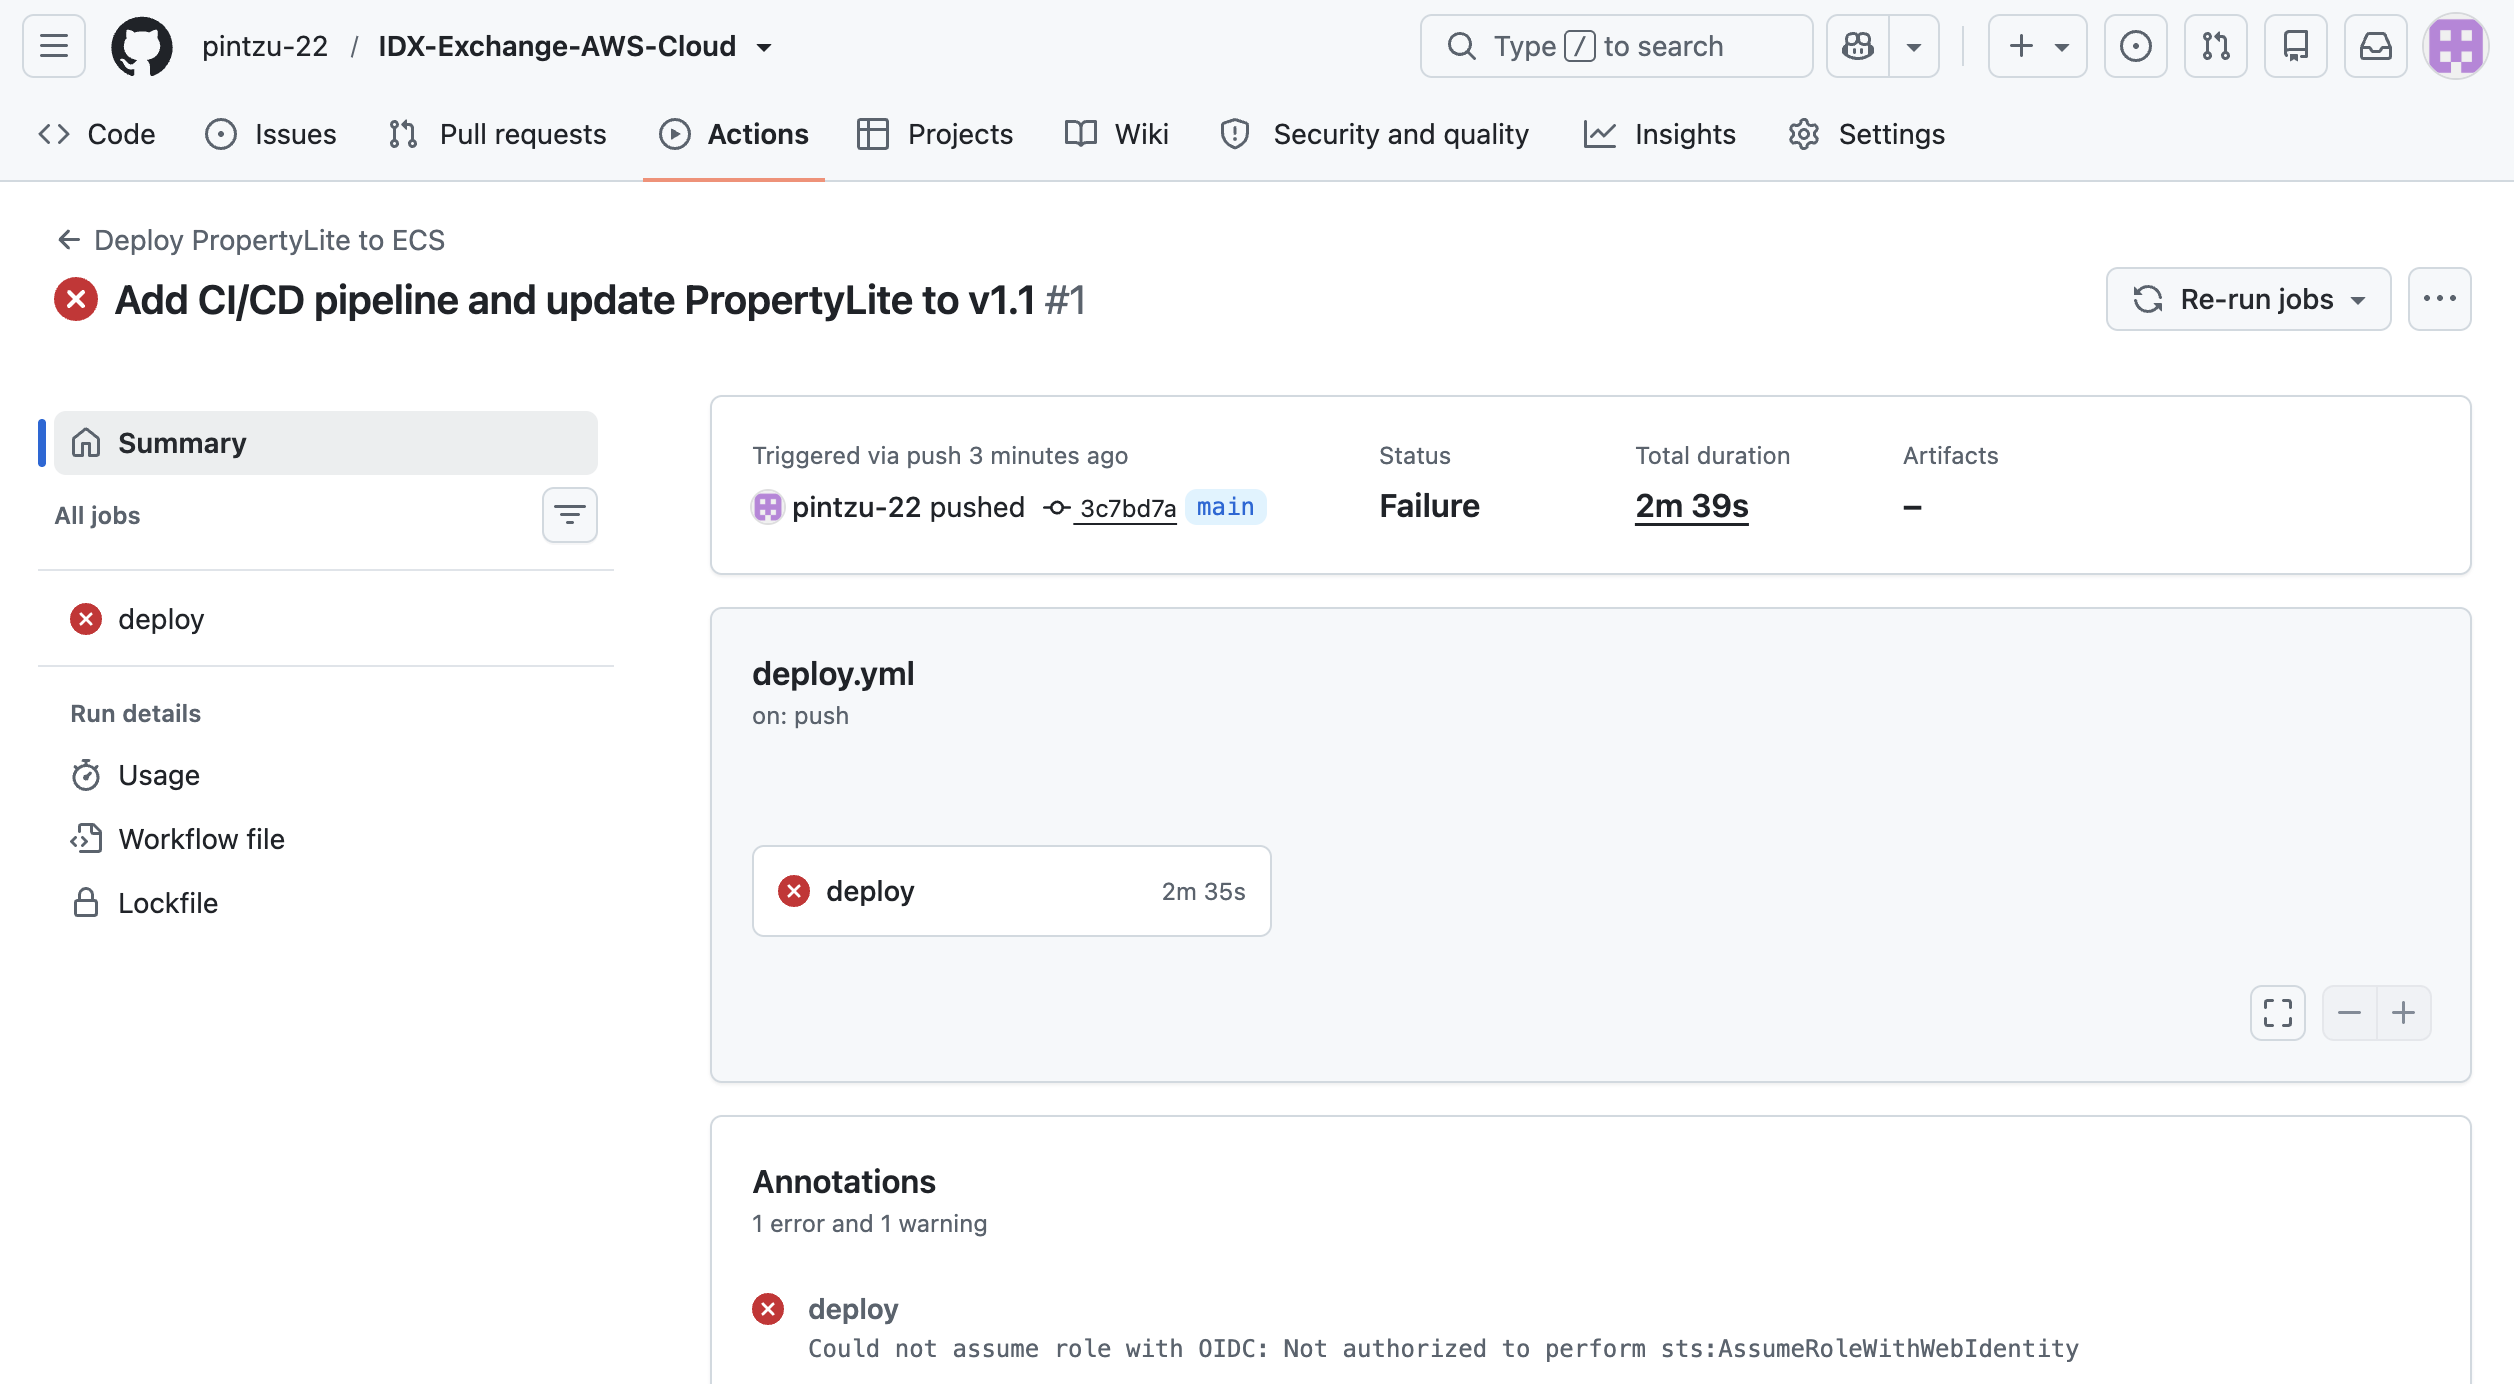 pintzu-22 / IDX-Exchange-AWS-Cloud
Type / to search
Code Issues Pull requests Actions Projects Wiki Security and quality Insights Settings
Deploy PropertyLite to ECS
Add CI/CD pipeline and update PropertyLite to v1.1 #1
Re-run jobs
Summary
All jobs
deploy
Run details
Usage
Workflow file
Lockfile
Triggered via push 3 minutes ago
pintzu-22 pushed 3c7bd7a main
Status
Failure
Total duration
2m 39s
Artifacts
–
deploy.yml
on: push
deploy 2m 35s
Annotations
1 error and 1 warning
deploy
Could not assume role with OIDC: Not authorized to perform sts:AssumeRoleWithWebIdentity